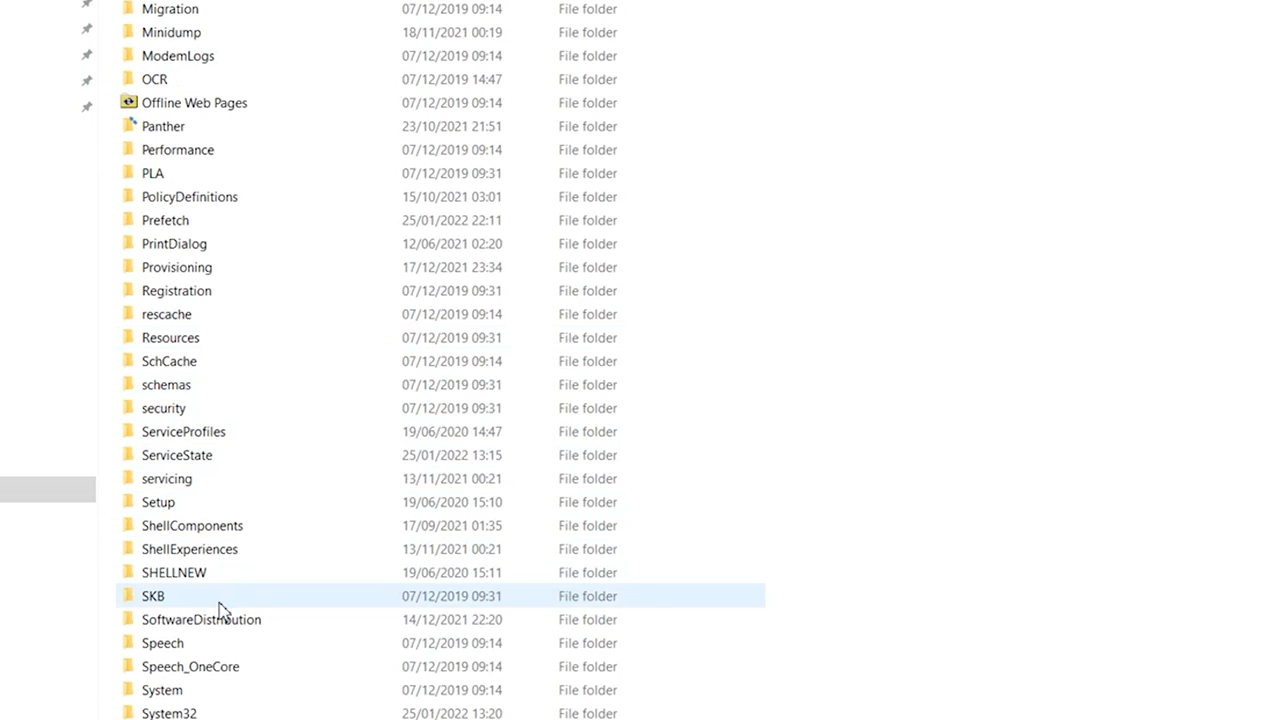 Migration 07/12/2019 09:14 File folder
Minidump 18/11/2021 00:19 File folder
ModemLogs 07/12/2019 09:14 File folder
OCR 07/12/2019 14:47 File folder
Offline Web Pages 07/12/2019 09:14 File folder
Panther 23/10/2021 21:51 File folder
Performance 07/12/2019 09:14 File folder
PLA 07/12/2019 09:31 File folder
PolicyDefinitions 15/10/2021 03:01 File folder
Prefetch 25/01/2022 22:11 File folder
PrintDialog 12/06/2021 02:20 File folder
Provisioning 17/12/2021 23:34 File folder
Registration 07/12/2019 09:31 File folder
rescache 07/12/2019 09:14 File folder
Resources 07/12/2019 09:31 File folder
SchCache 07/12/2019 09:14 File folder
schemas 07/12/2019 09:31 File folder
security 07/12/2019 09:31 File folder
ServiceProfiles 19/06/2020 14:47 File folder
ServiceState 25/01/2022 13:15 File folder
servicing 13/11/2021 00:21 File folder
Setup 19/06/2020 15:10 File folder
ShellComponents 17/09/2021 01:35 File folder
ShellExperiences 13/11/2021 00:21 File folder
SHELLNEW 19/06/2020 15:11 File folder
SKB 07/12/2019 09:31 File folder
SoftwareDistribution 14/12/2021 22:20 File folder
Speech 07/12/2019 09:14 File folder
Speech_OneCore 07/12/2019 09:14 File folder
System 07/12/2019 09:14 File folder
System32 25/01/2022 13:20 File folder